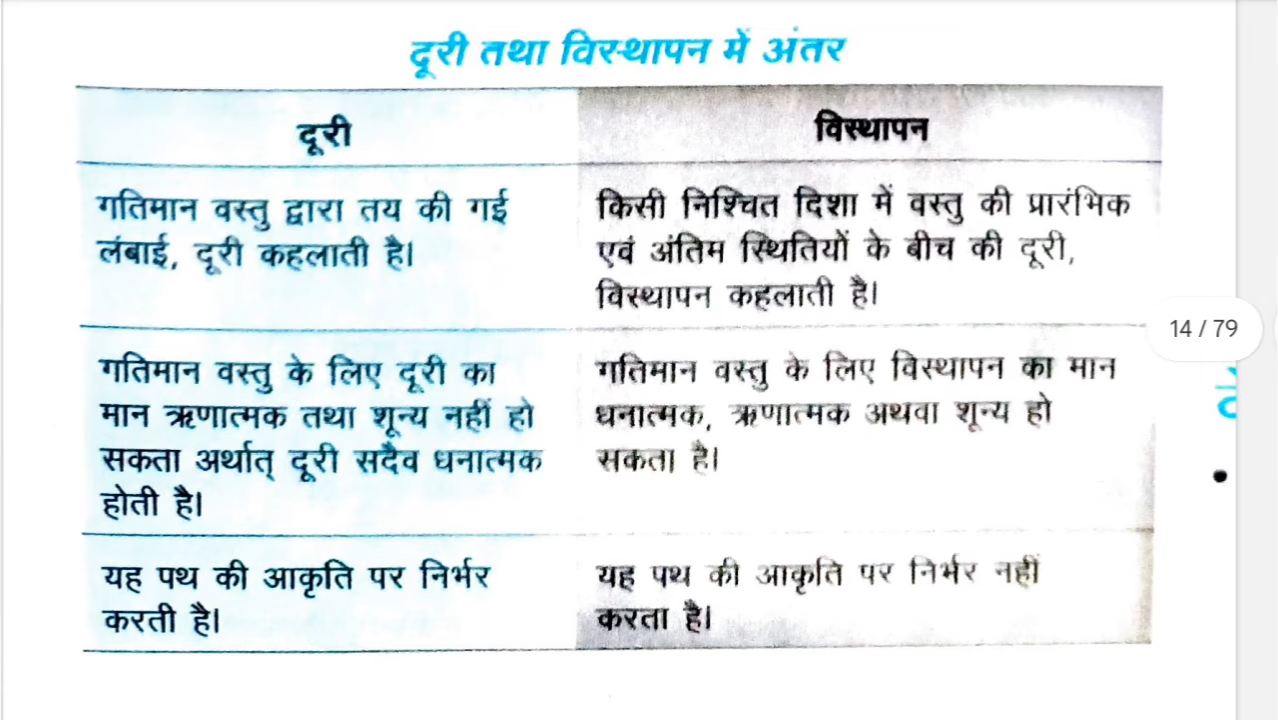 दूरी तथा विस्थापन में अंतर
दूरी
विस्थापन
गतिमान वस्तु द्वारा तय की गई
लंबाई, दूरी कहलाती है।
किसी निश्चित दिशा में वस्तु की प्रारंभिक
एवं अंतिम स्थितियों के बीच की दूरी,
विस्थापन कहलाती है।
गतिमान वस्तु के लिए दूरी का
मान ऋणात्मक तथा शून्य नहीं हो
सकता अर्थात् दूरी सदैव धनात्मक
होती है।
गतिमान वस्तु के लिए विस्थापन का मान
धनात्मक, ऋणात्मक अथवा शून्य हो
सकता है।
यह पथ की आकृति पर निर्भर
करती है।
यह पथ की आकृति पर निर्भर नहीं
करता है।
14 / 79